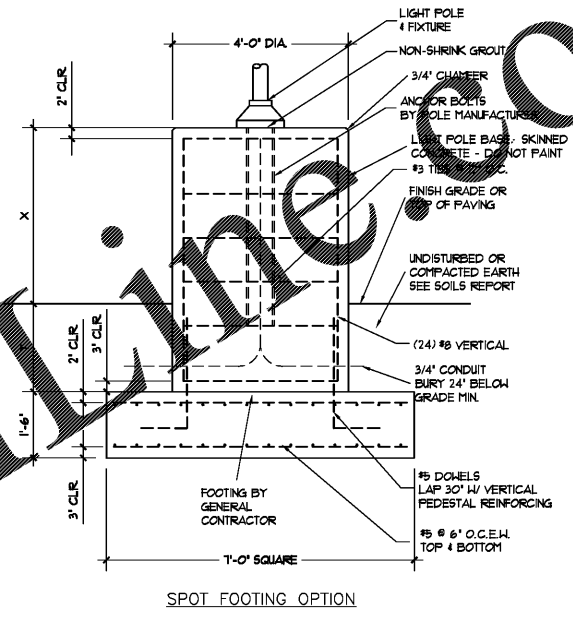 LIGHT POLE
& FIXTURE
4'-0" DIA.
NON-SHRINK GROUT
3/4" CHAMFER
2" CLR
ANCHOR BOLTS
BY POLE MANUFACTURER
LIGHT POLE BASE- SKINNED
CONCRETE - DO NOT PAINT
#3 TIES @ 12" O.C.
FINISH GRADE OR
TOP OF PAVING
X
UNDISTURBED OR
COMPACTED EARTH
SEE SOILS REPORT
(24) #8 VERTICAL
2" CLR
3" CLR
3/4" CONDUIT
BURY 24" BELOW
GRADE MIN.
1'-6"
3" CLR
FOOTING BY
GENERAL
CONTRACTOR
#5 DOWELS
LAP 30" W/ VERTICAL
PEDESTAL REINFORCING
#5 @ 6" O.C.E.W.
TOP & BOTTOM
7'-0" SQUARE
SPOT FOOTING OPTION
Line.co